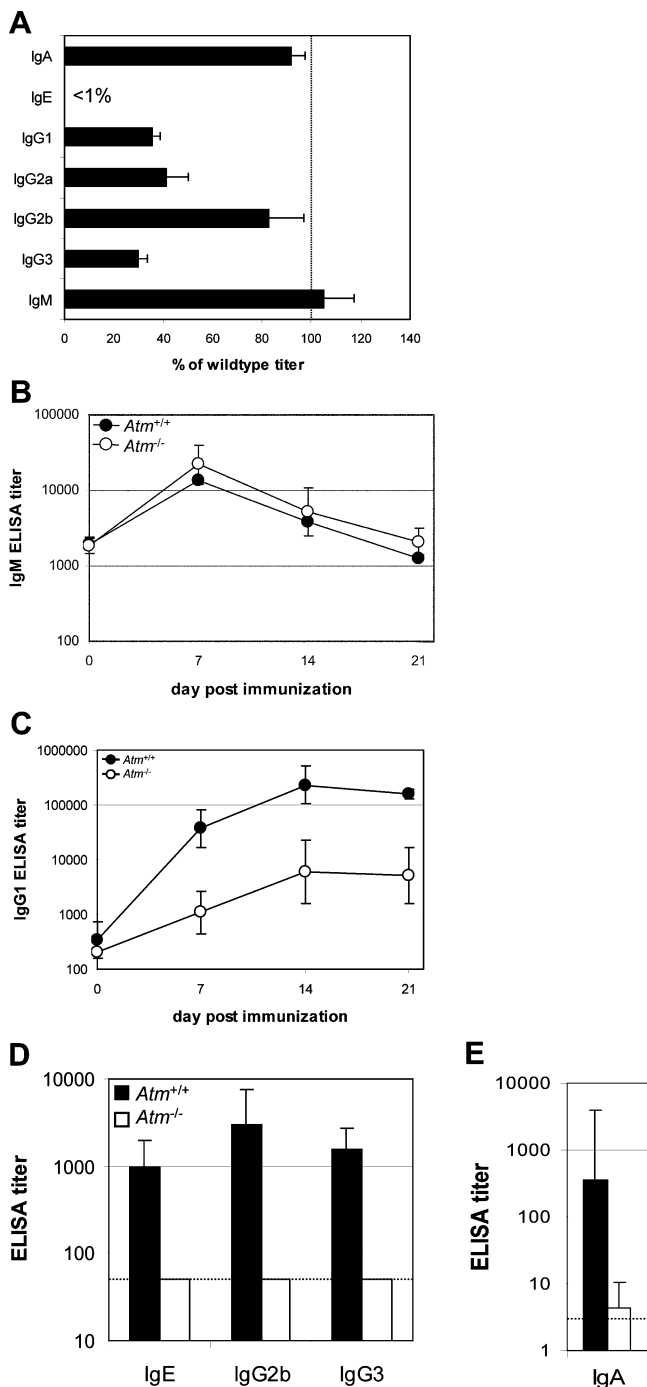 A
IgA
IgE <1%
IgG1
IgG2a
IgG2b
IgG3
IgM
0 20 40 60 80 100 120 140
% of wildtype titer
B
100000
10000
1000
100
IgM ELISA titer
Atm+/+
Atm-/-
0 7 14 21
day post immunization
C
1000000
100000
10000
1000
100
IgG1 ELISA titer
Atm+/+
Atm-/-
0 7 14 21
day post immunization
D
10000
1000
100
10
ELISA titer
Atm+/+
Atm-/-
IgE IgG2b IgG3
E
10000
1000
100
10
1
ELISA titer
IgA